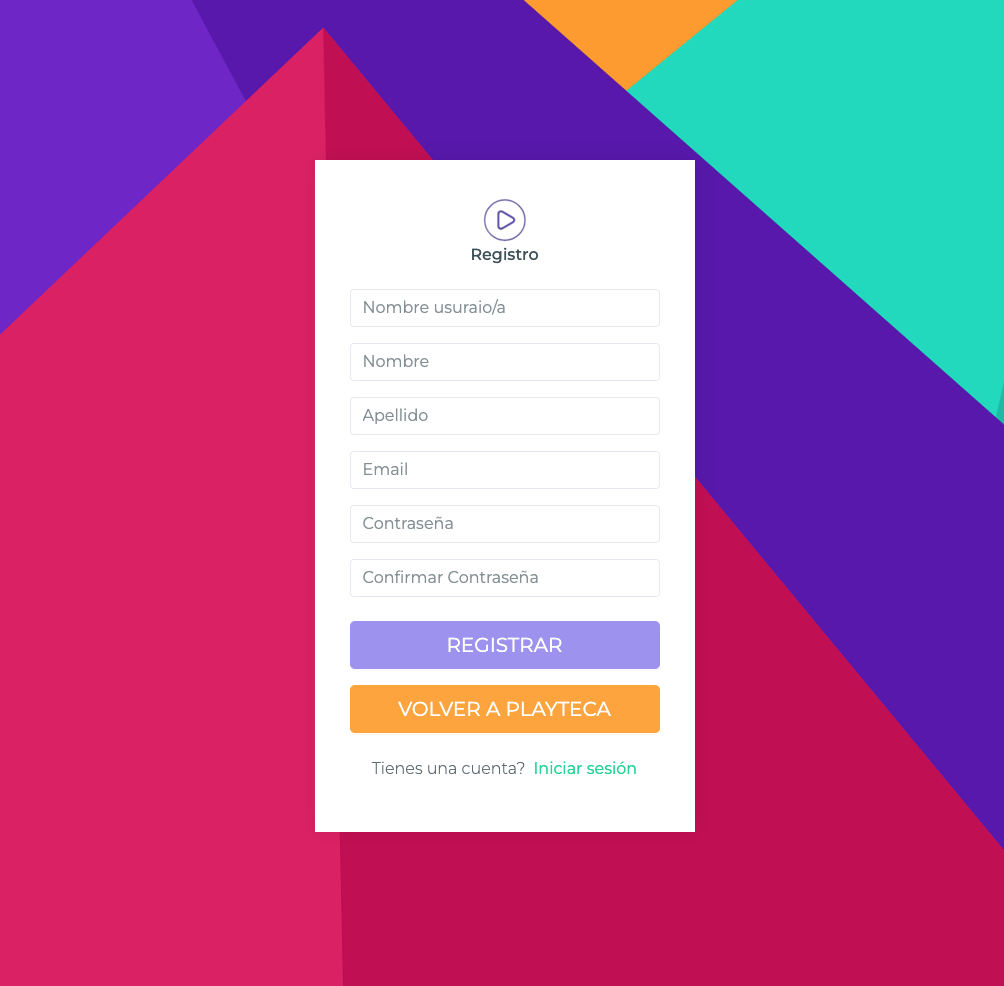 Registro
Nombre usuraio/a
Nombre
Apellido
Email
Contraseña
Confirmar Contraseña
REGISTRAR
VOLVER A PLAYTECA
Tienes una cuenta? Iniciar sesión